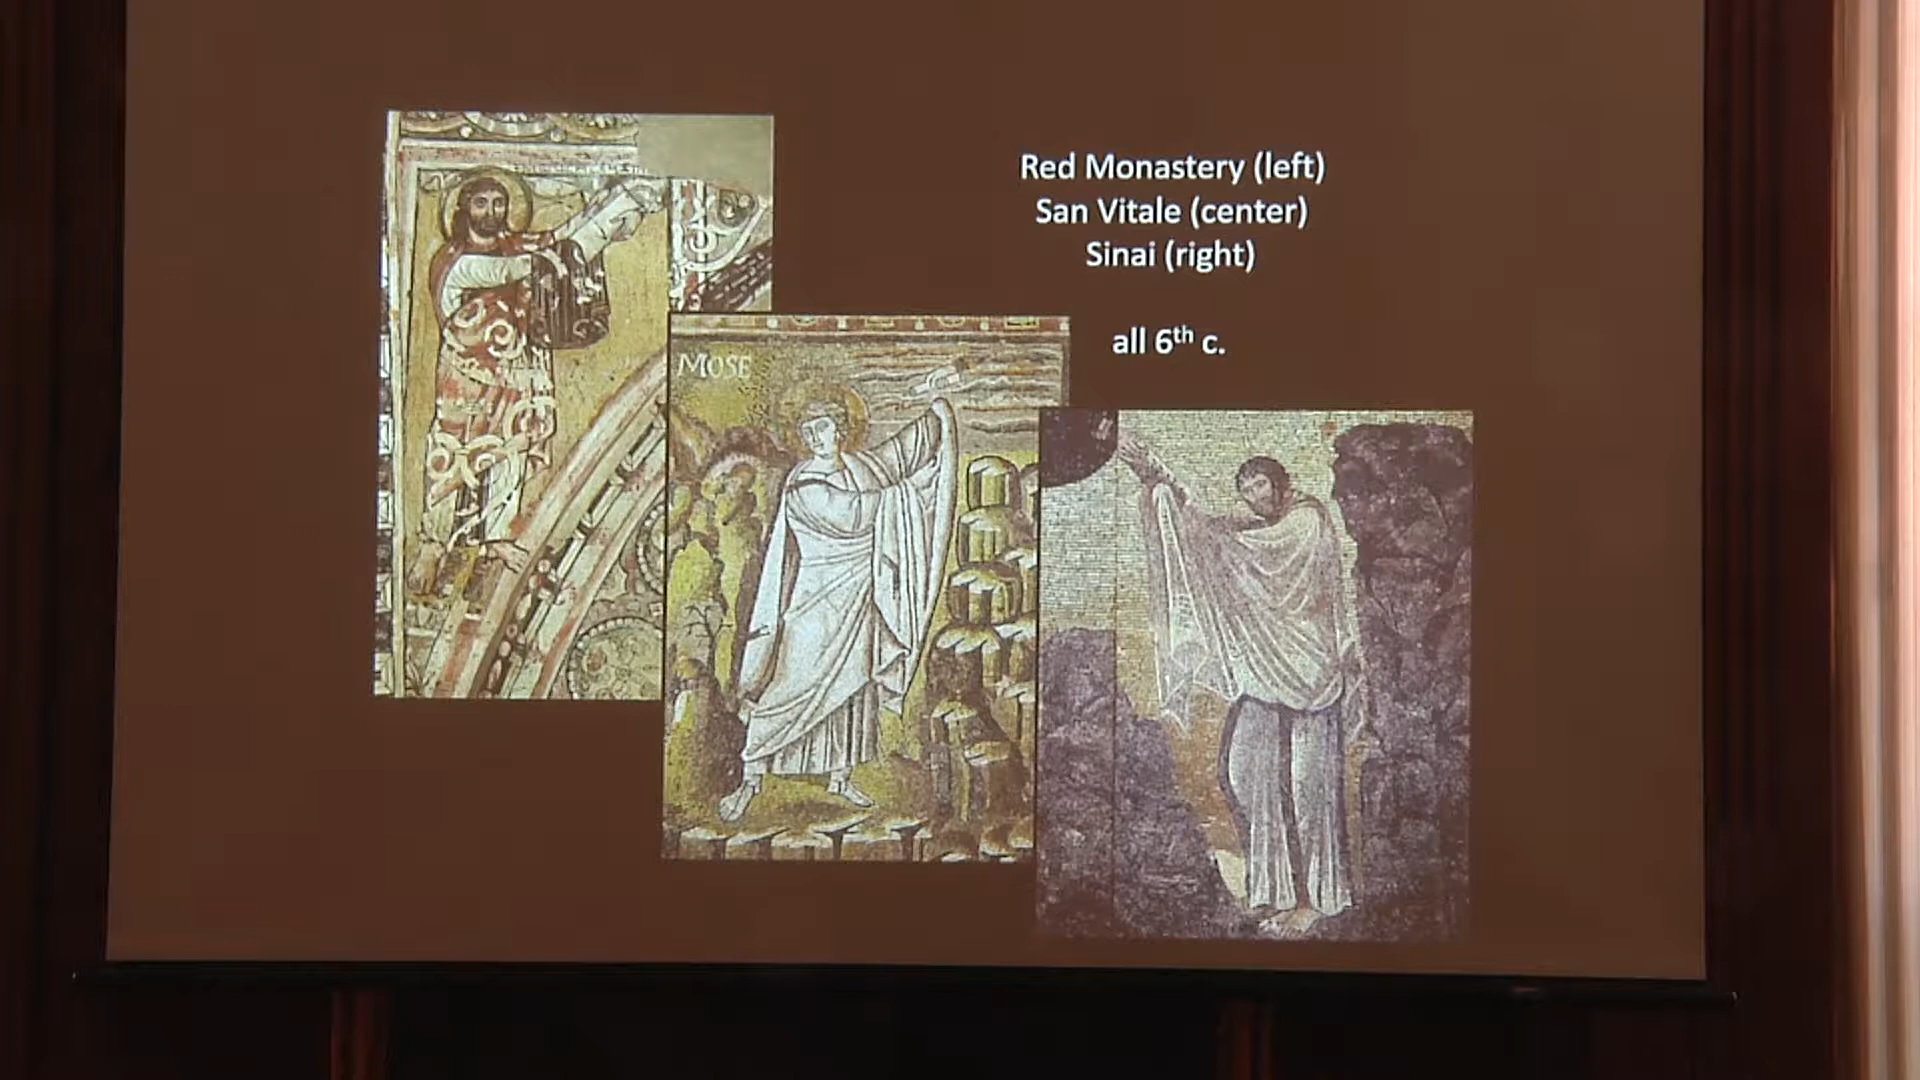 Red Monastery (left)
San Vitale (center)
Sinai (right)
all 6th c.
MOSE